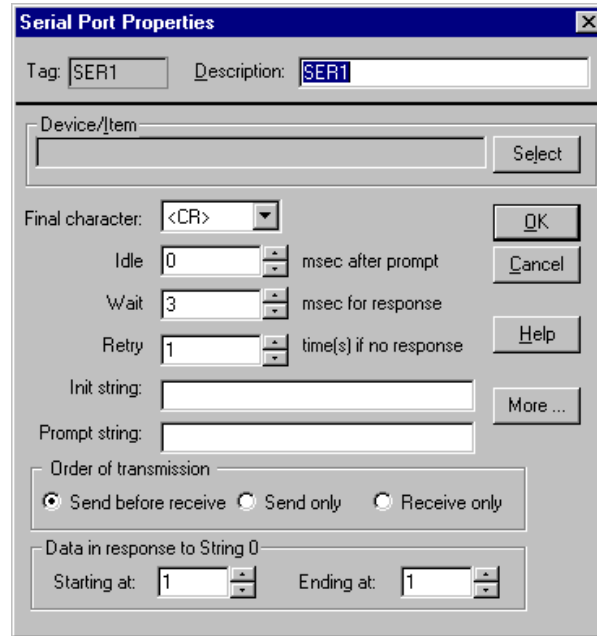 Serial Port Properties
Tag: SER1 Description: SER1
Device/Item
Select
Final character: <CR> OK
Idle 0 msec after prompt Cancel
Wait 3 msec for response
Retry 1 time(s) if no response Help
Init string:
More ...
Prompt string:
Order of transmission
Send before receive Send only Receive only
Data in response to String 0
Starting at: 1 Ending at: 1